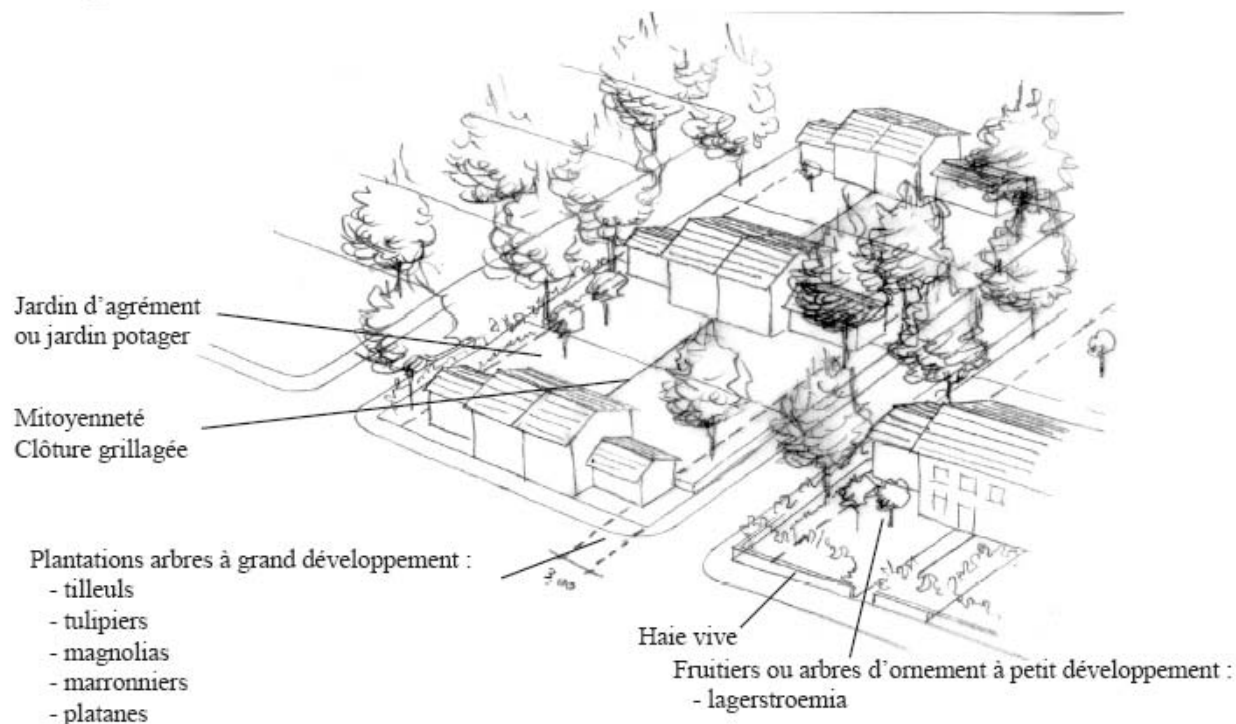 Jardin d'agrément
ou jardin potager
Mitoyenneté
Clôture grillagée
Plantations arbres à grand développement :
- tilleuls
- tulipiers
- magnolias
- marronniers
- platanes
Haie vive
Fruitiers ou arbres d'ornement à petit développement :
- lagerstroemia